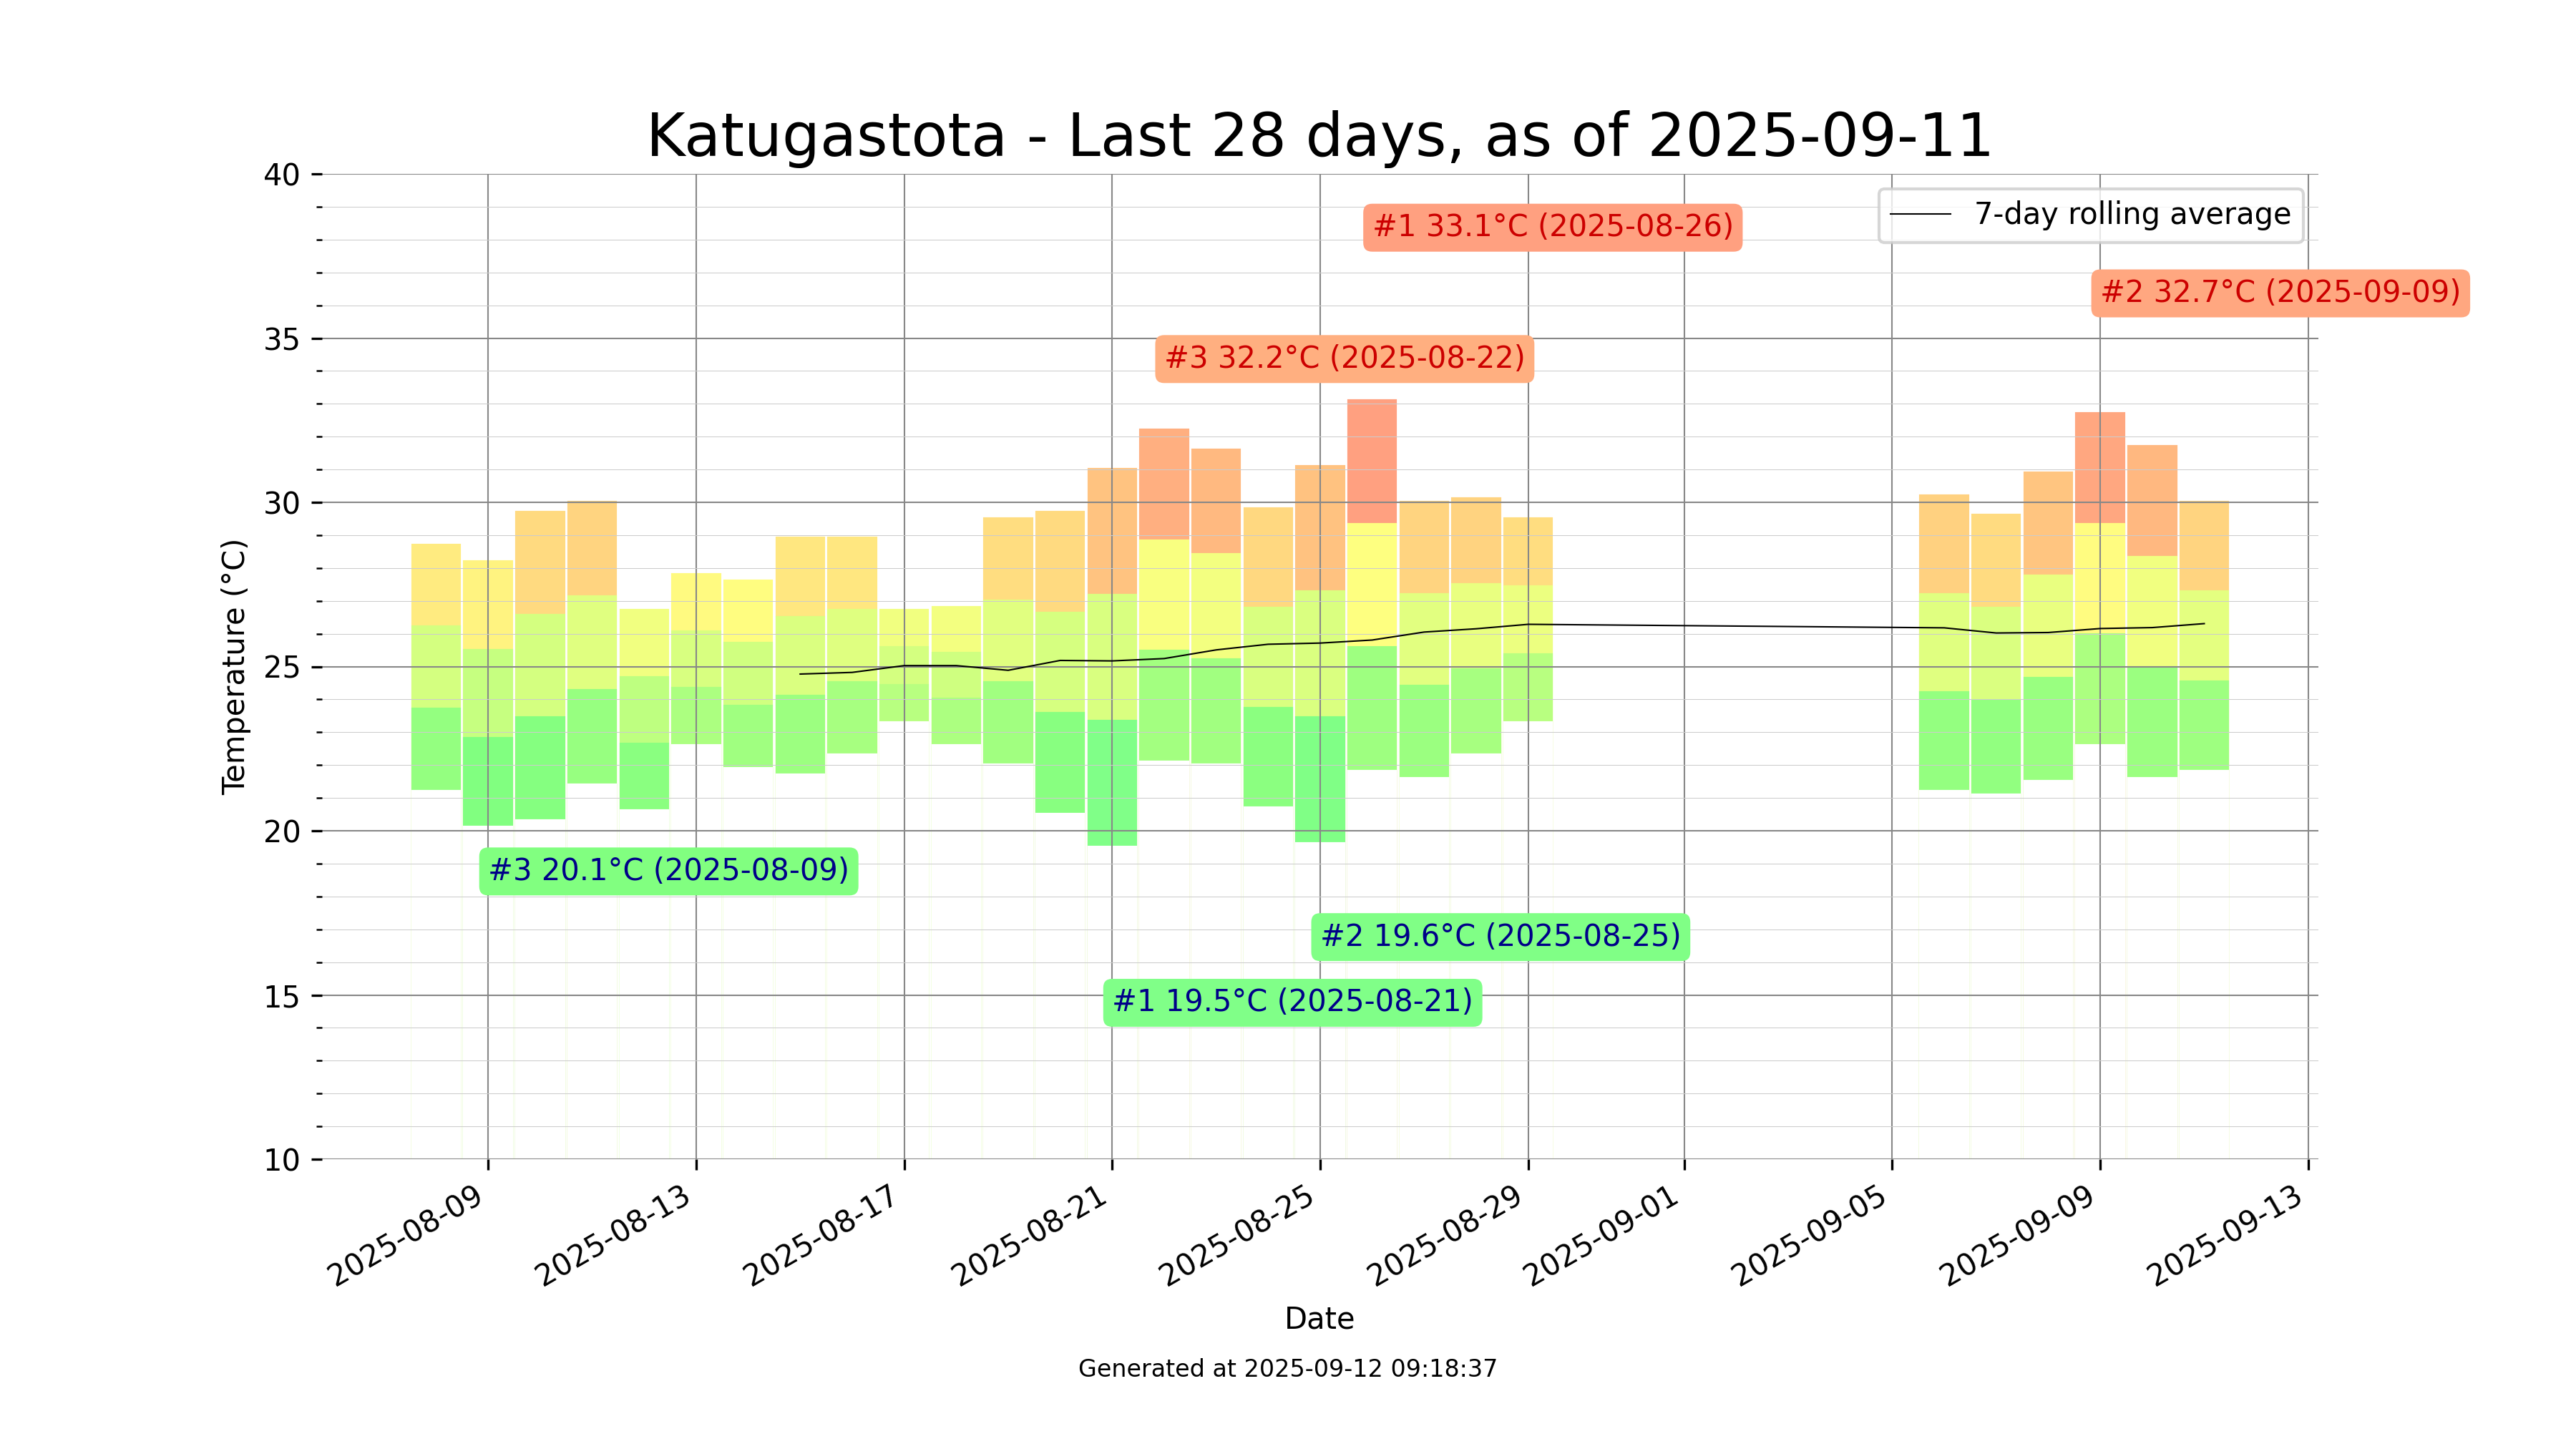 Katugastota - Last 28 days, as of 2025-09-11
40
35
30
25
20
15
10
Temperature (°C)
7-day rolling average
#1 33.1°C (2025-08-26)
#2 32.7°C (2025-09-09)
#3 32.2°C (2025-08-22)
#3 20.1°C (2025-08-09)
#2 19.6°C (2025-08-25)
#1 19.5°C (2025-08-21)
2025-08-09
2025-08-13
2025-08-17
2025-08-21
2025-08-25
2025-08-29
2025-09-01
2025-09-05
2025-09-09
2025-09-13
Date
Generated at 2025-09-12 09:18:37